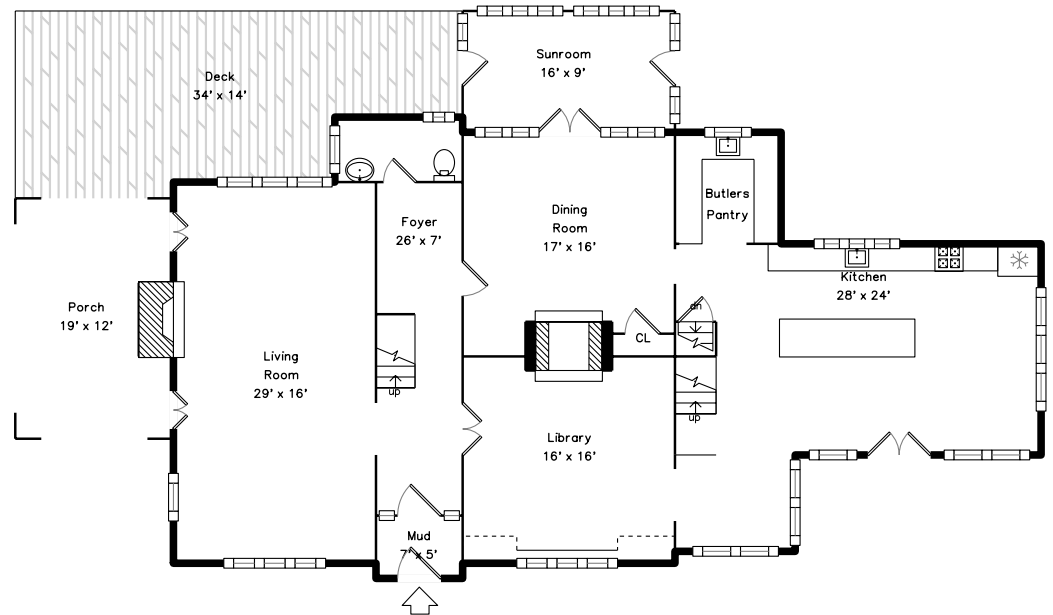 Sunroom
16' x 9'
Deck
34' x 14'
Butlers
Pantry
Foyer
26' x 7'
Dining
Room
17' x 16'
Kitchen
28' x 24'
Porch
19' x 12'
dn
CL
Living
Room
29' x 16'
up
up
Library
16' x 16'
Mud
7' x 5'